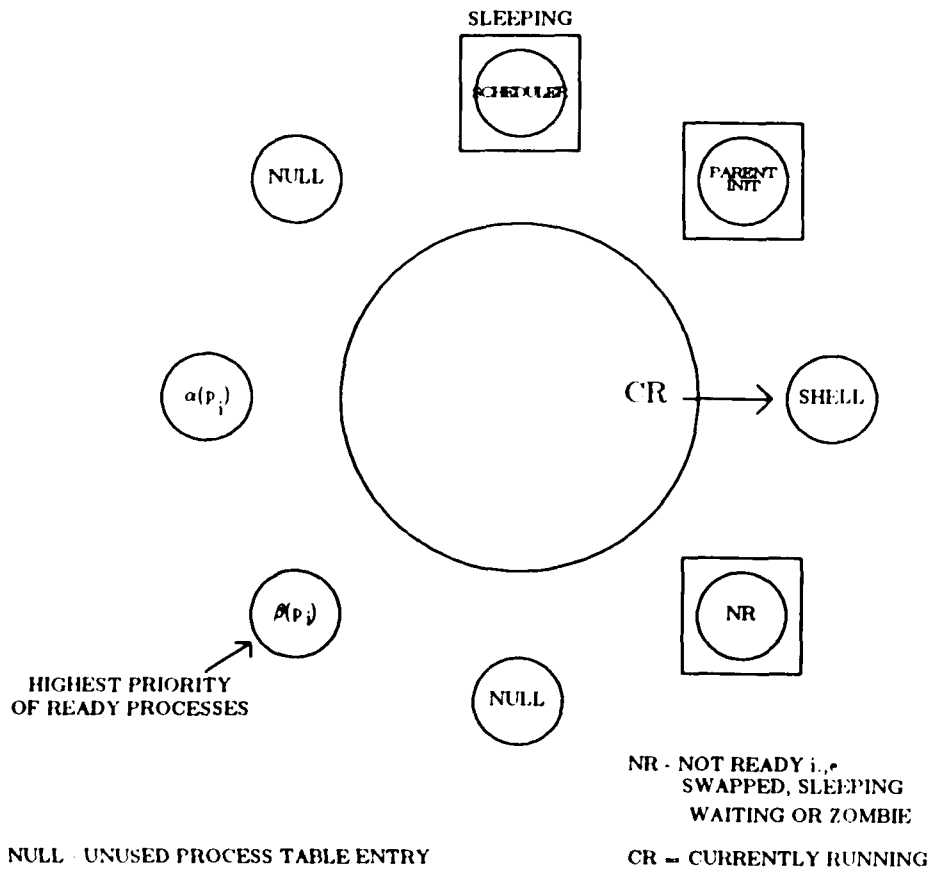 SLEEPING
SCHEDULER
PARENT
INIT
NULL
α(p_i)
CR
SHELL
β(p_i)
NR
NULL
HIGHEST PRIORITY
OF READY PROCESSES
NR - NOT READY i.,e
SWAPPED, SLEEPING
WAITING OR ZOMBIE
NULL - UNUSED PROCESS TABLE ENTRY
CR = CURRENTLY RUNNING